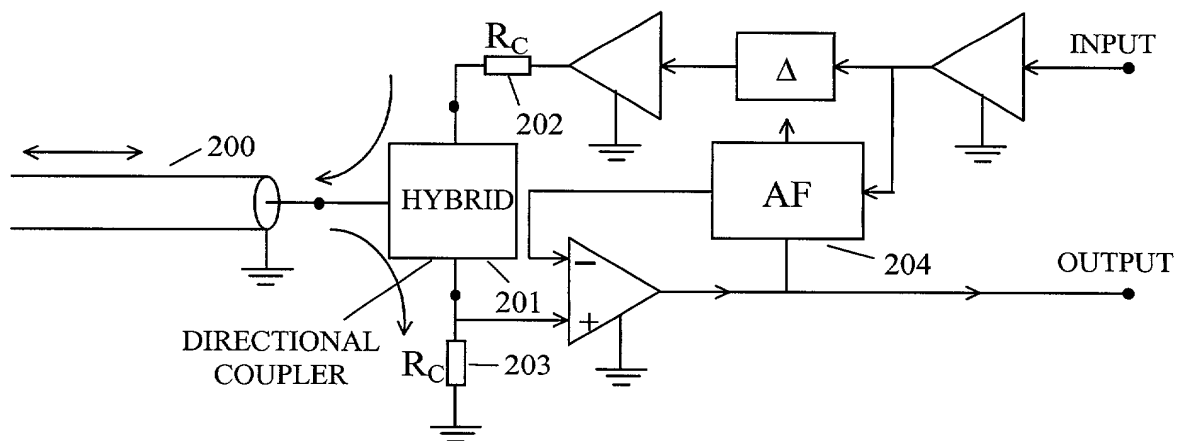 R_C
INPUT
Δ
202
200
HYBRID
AF
204
−
OUTPUT
201
+
DIRECTIONAL
COUPLER
R_C
203